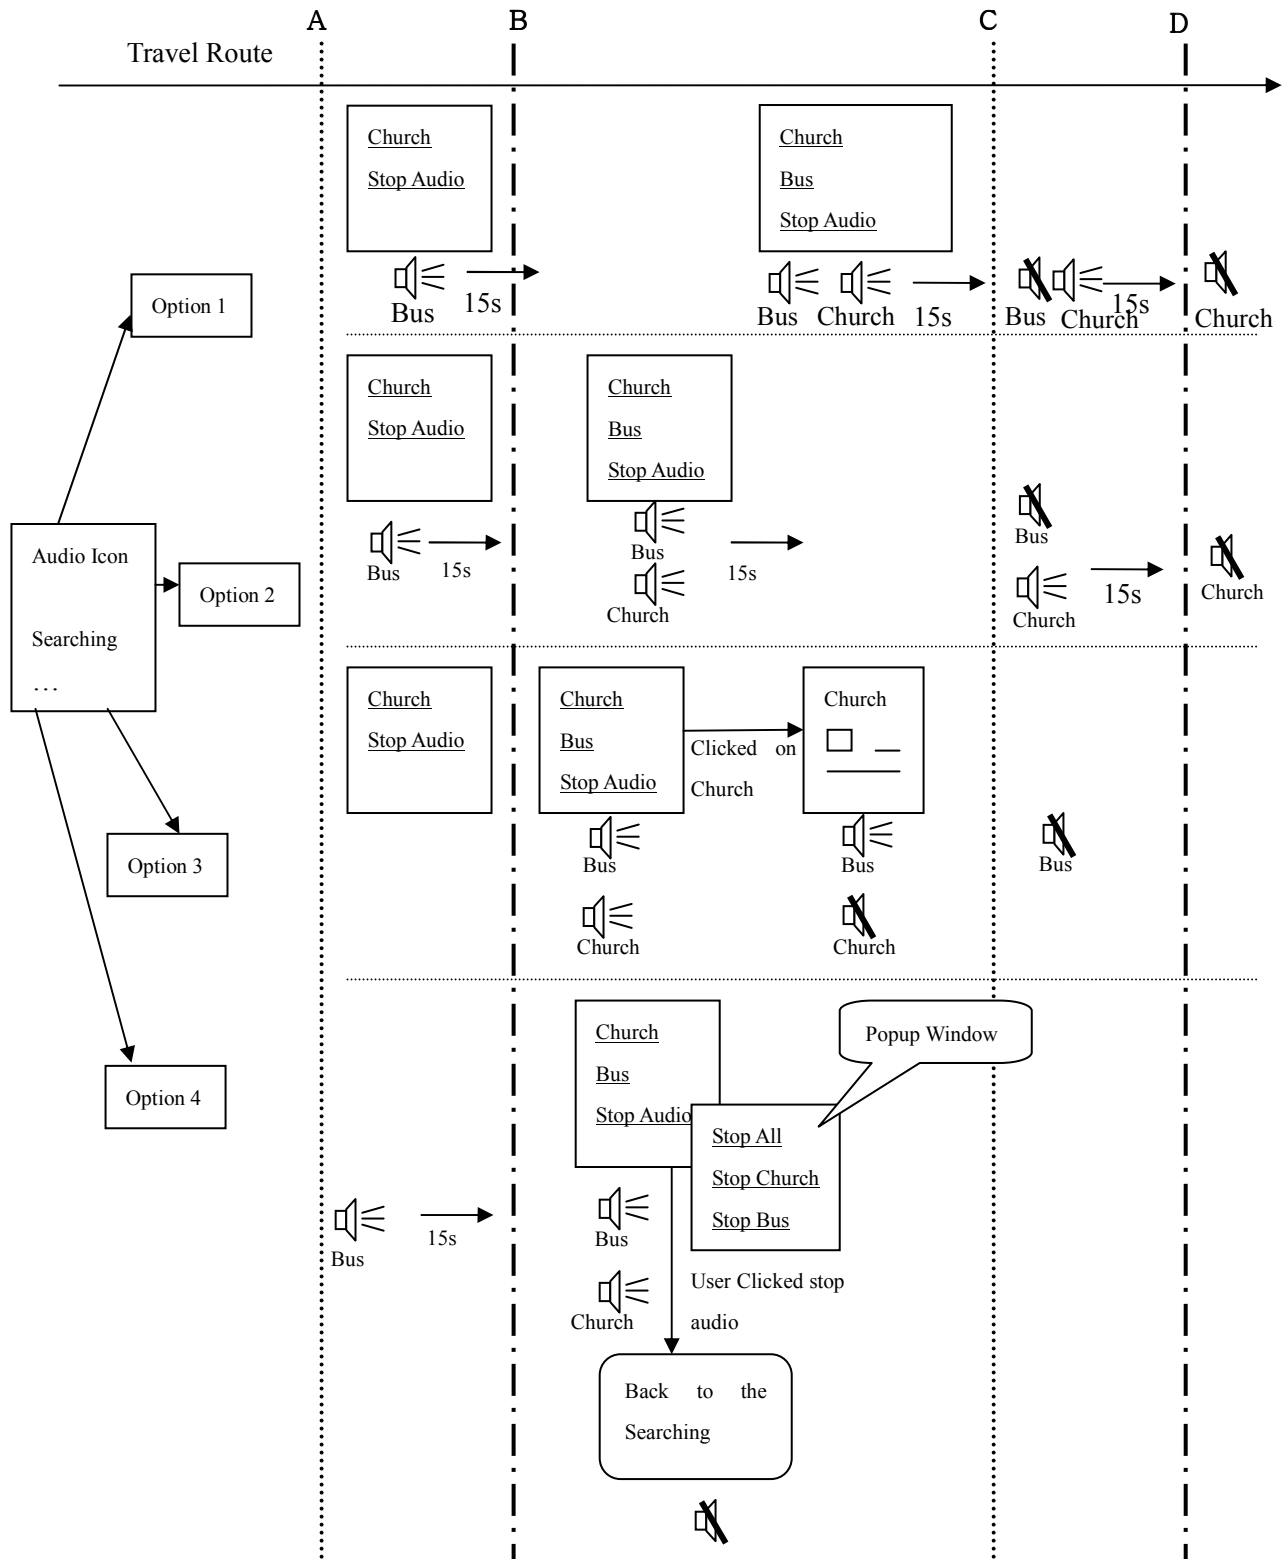 A
B
C
D
Travel Route
Church
Stop Audio
Church
Bus
Stop Audio
Bus
15s
Bus
Church
15s
Bus
Church
15s
Church
Option 1
Church
Stop Audio
Church
Bus
Stop Audio
Bus
15s
Bus
Church
15s
Bus
Church
15s
Church
Audio Icon
Searching
...
Option 2
Church
Stop Audio
Church
Bus
Stop Audio
Clicked on
Church
Church
Bus
Church
Bus
Church
Bus
Option 3
Church
Bus
Stop Audio
Popup Window
Stop All
Stop Church
Stop Bus
Option 4
Bus
15s
Bus
Church
User Clicked stop
audio
Back to the
Searching